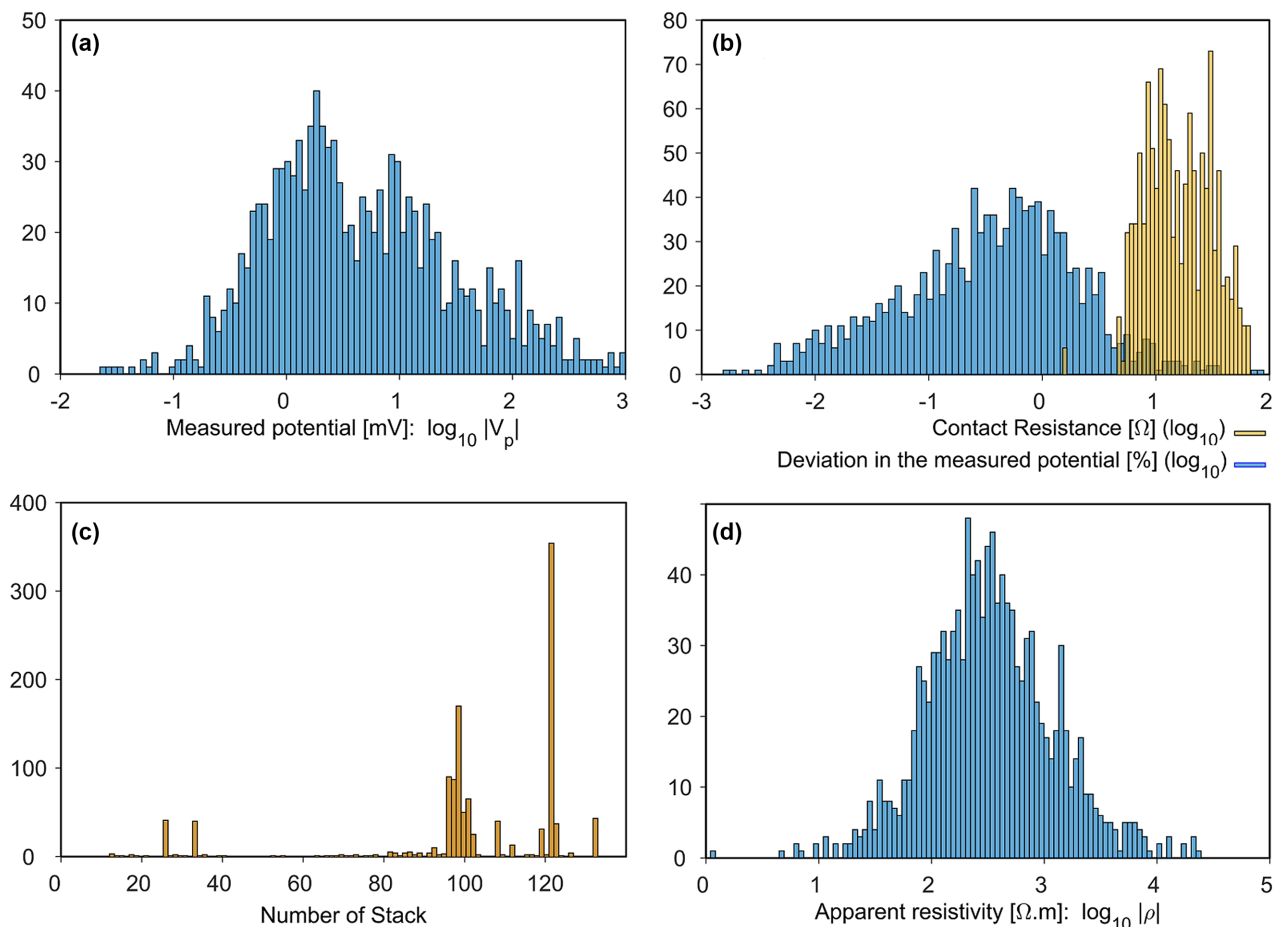 50
40
30
20
10
0
(a)
-2 -1 0 1 2 3
Measured potential [mV]: log10 |Vp|
80
70
60
50
40
30
20
10
0
(b)
-3 -2 -1 0 1 2
Contact Resistance [Ω] (log10)
Deviation in the measured potential [%] (log10)
400
300
200
100
0
(c)
0 20 40 60 80 100 120
Number of Stack
40
30
20
10
0
(d)
0 1 2 3 4 5
Apparent resistivity [Ω.m]: log10 |ρ|